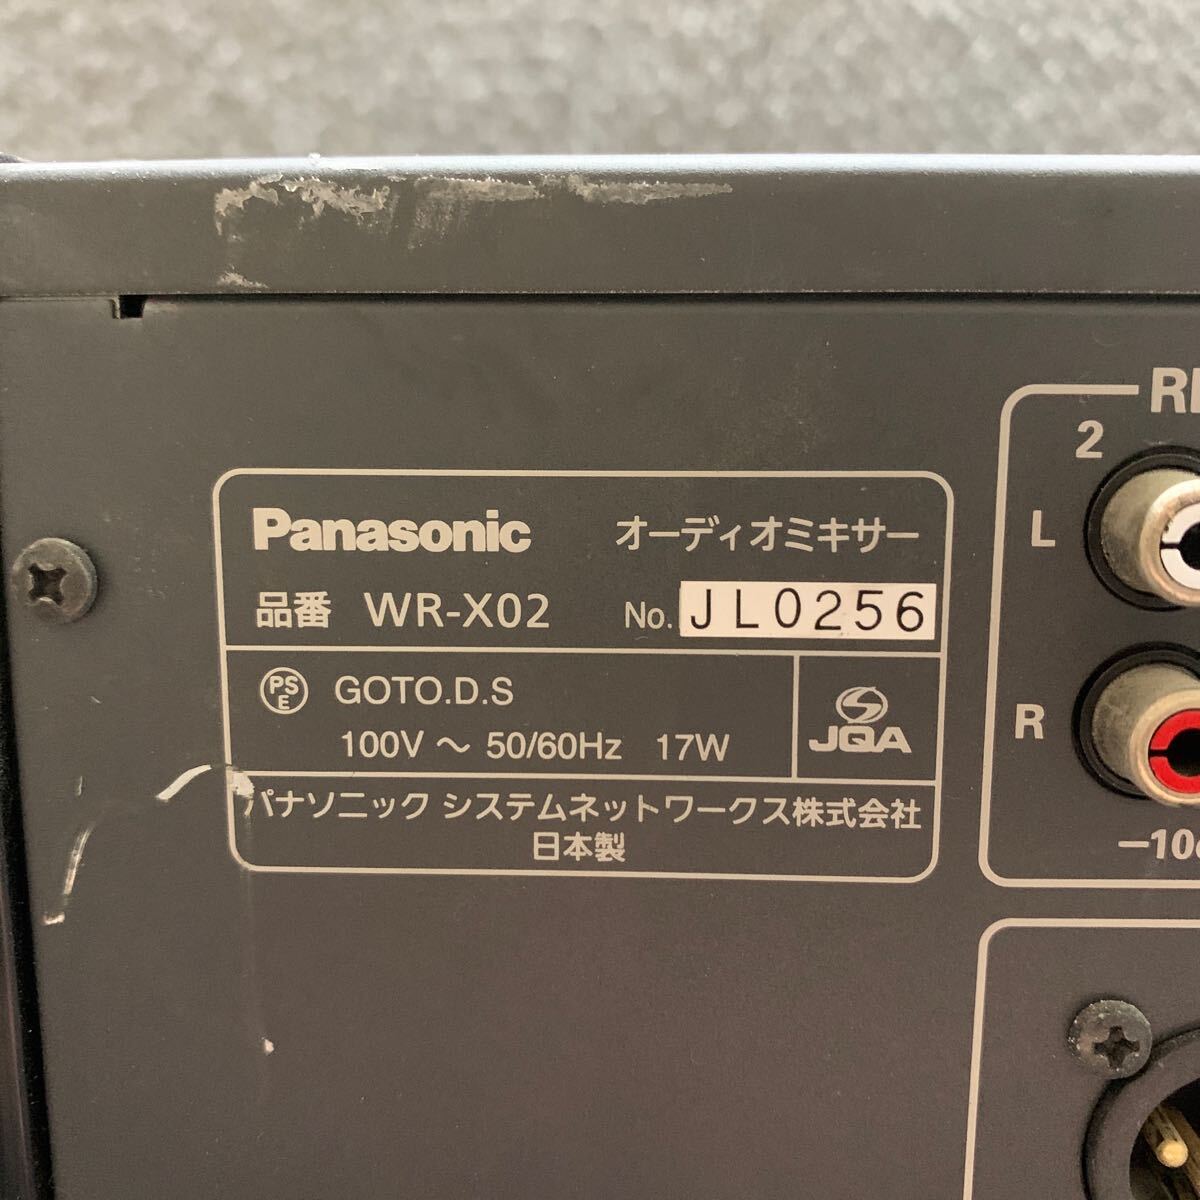 Panasonic オーディオミキサー
品番 WR-X02 No. JL0256
PSE GOTO.D.S
100V ～ 50/60Hz 17W
JQA
パナソニック システムネットワークス株式会社
日本製
2
L
R